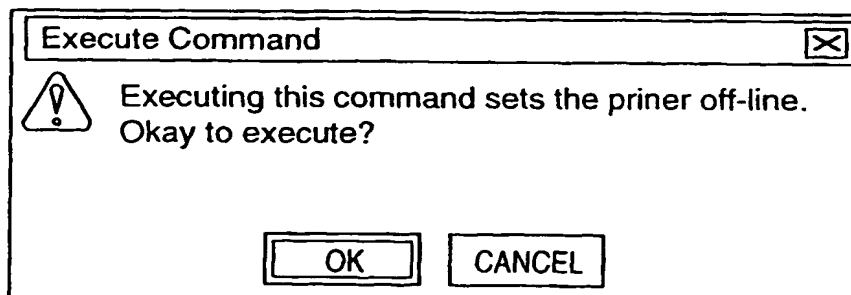 Execute Command
Executing this command sets the priner off-line.
Okay to execute?
OK
CANCEL